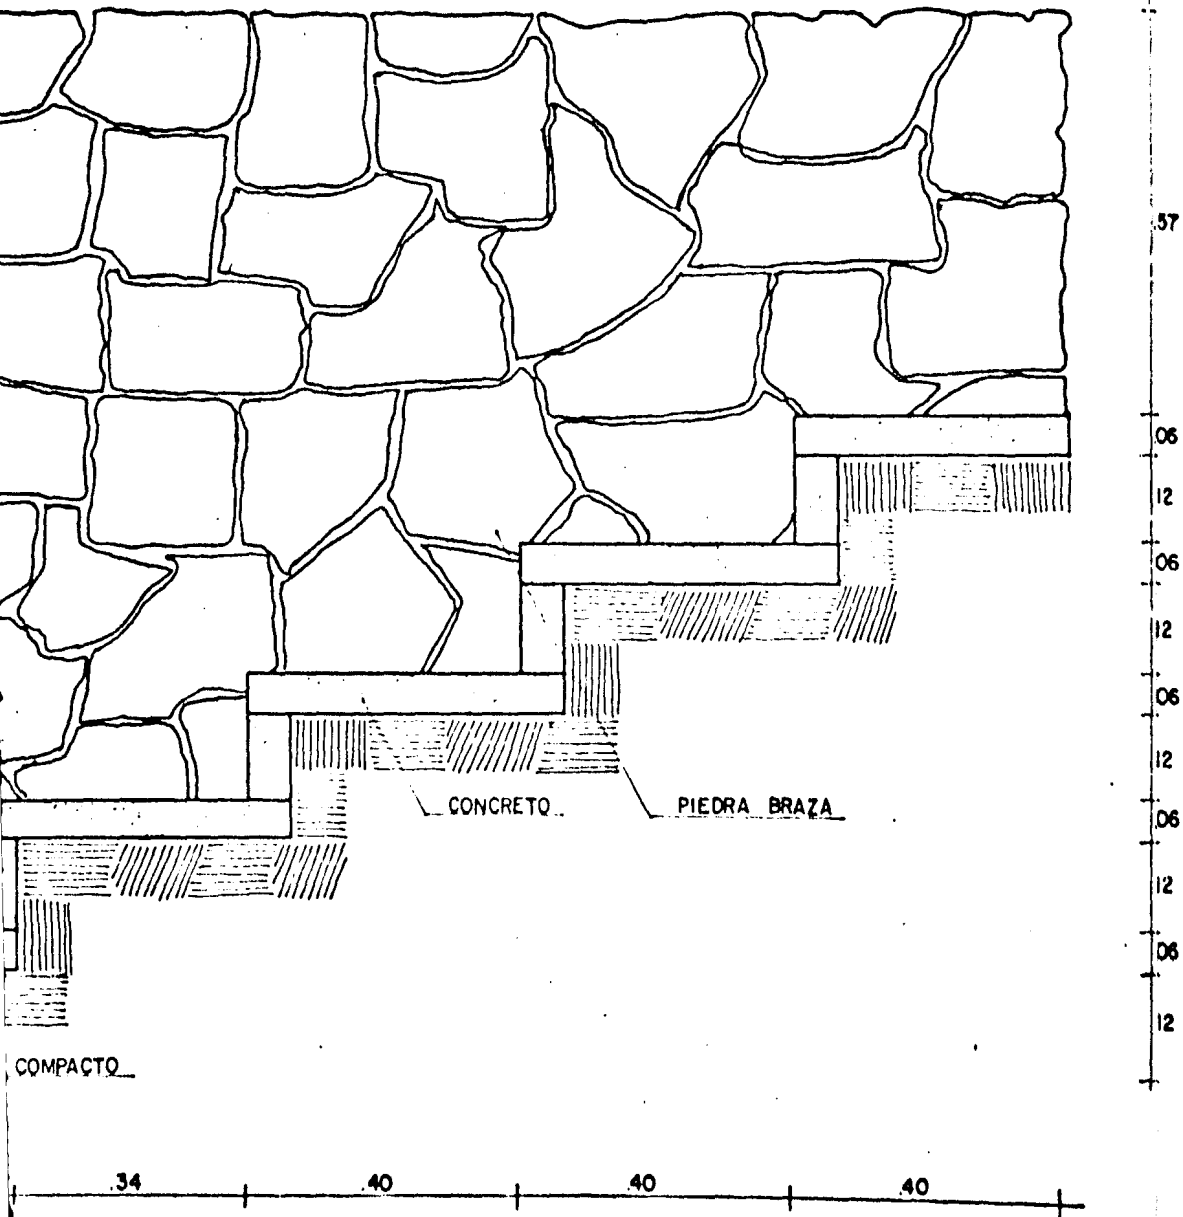 .57
.06
.12
.06
.12
.06
.12
CONCRETO
PIEDRA BRAZA
.06
.12
.06
.12
COMPACTO
.34 .40 .40 .40